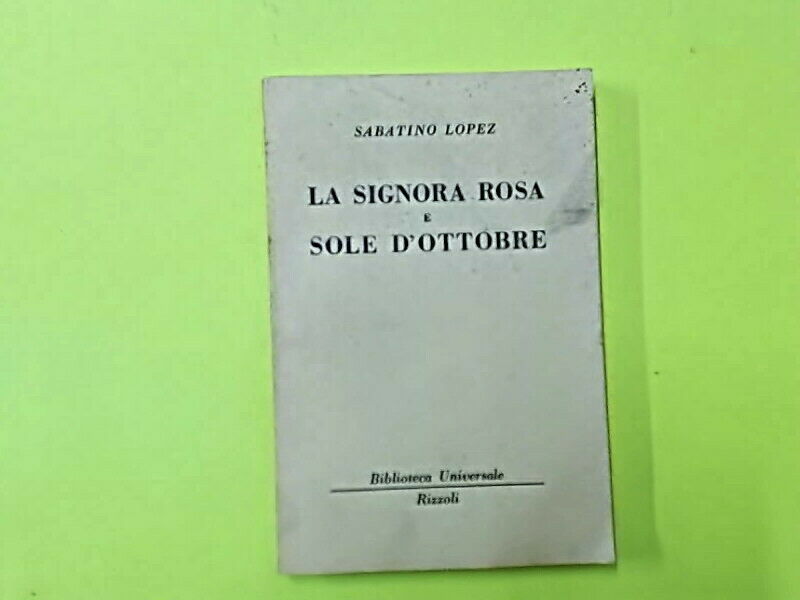 SABATINO LOPEZ
LA SIGNORA ROSA
E
SOLE D'OTTOBRE
Biblioteca Universale
Rizzoli